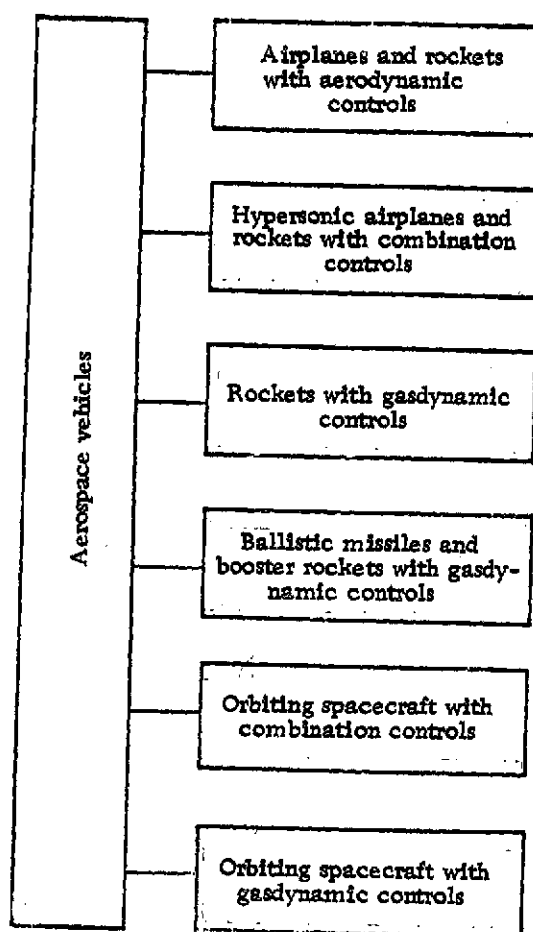 Aerospace vehicles
Airplanes and rockets
with aerodynamic
controls
Hypersonic airplanes and
rockets with combination
controls
Rockets with gasdynamic
controls
Ballistic missiles and
booster rockets with gasdy-
namic controls
Orbiting spacecraft with
combination controls
Orbiting spacecraft with
gasdynamic controls